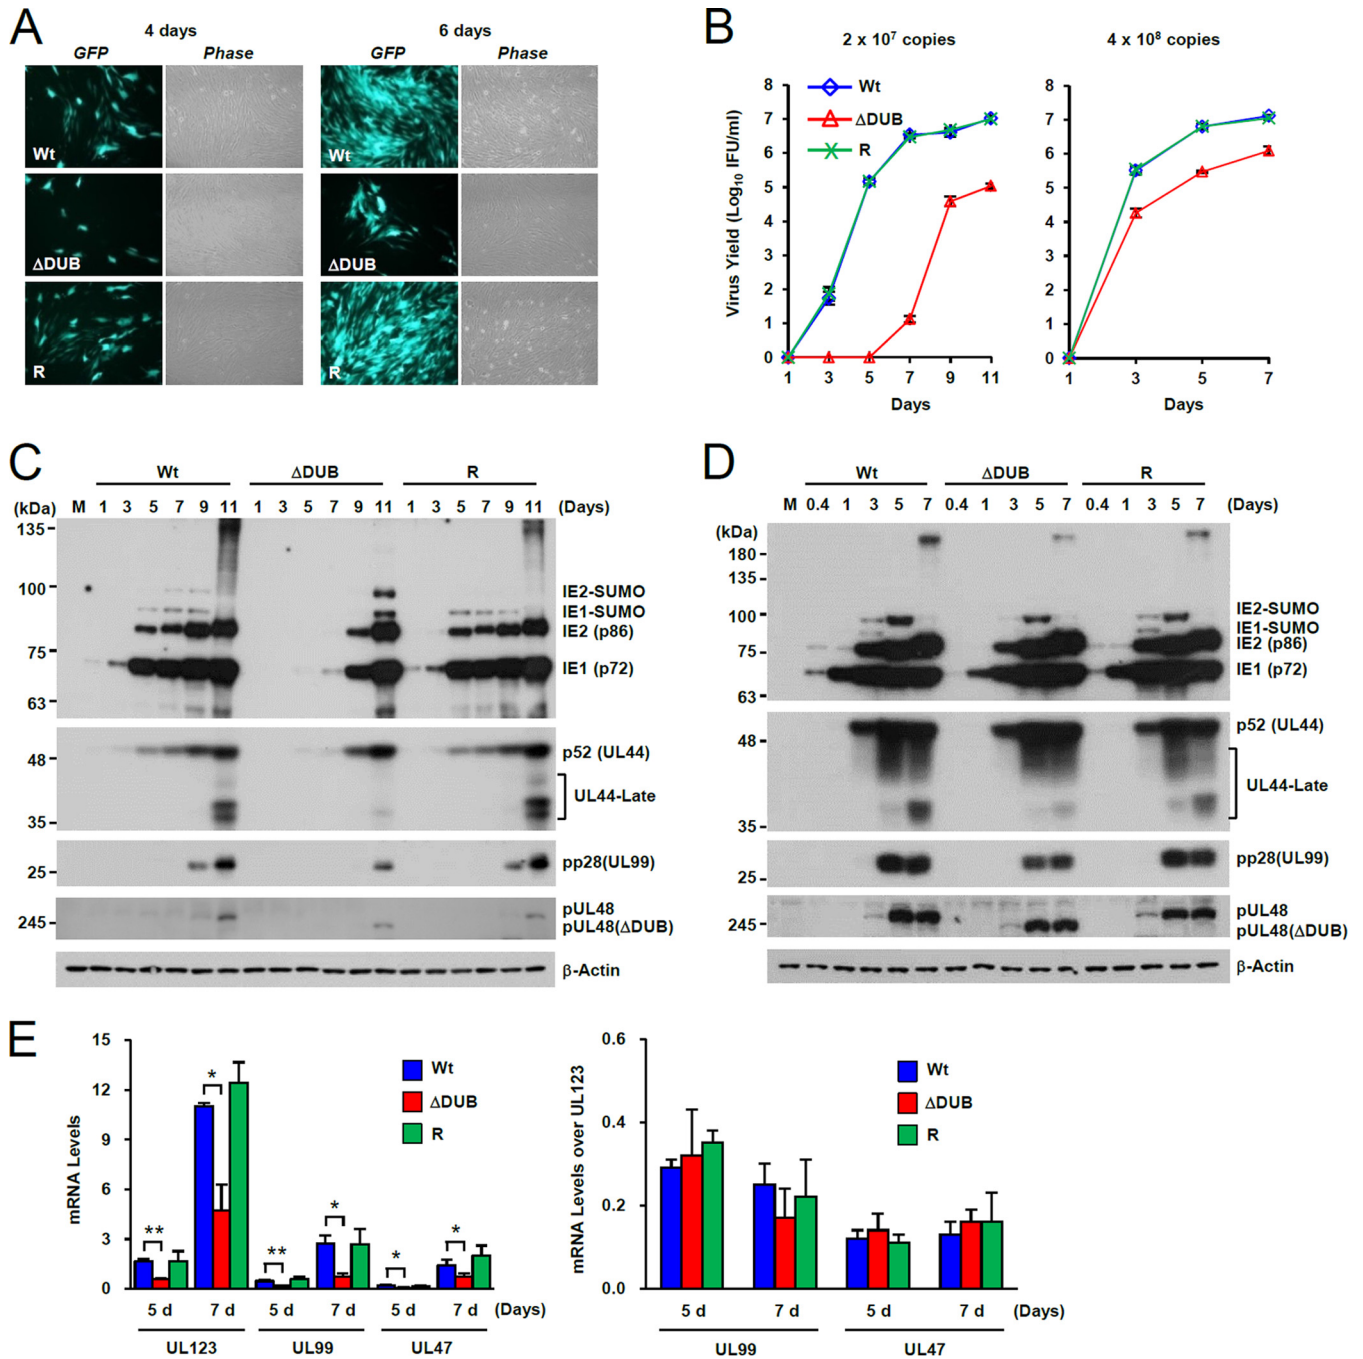 A
4 days
6 days
GFP
Phase
GFP
Phase
Wt
Wt
ΔDUB
ΔDUB
R
R
B
2 x 10⁷ copies
4 x 10⁸ copies
Virus Yield (Log₁₀ IFU/ml)
8
7
6
5
4
3
2
1
0
Wt
ΔDUB
R
1 3 5 7 9 11
Days
8
7
6
5
4
3
2
1
0
1 3 5 7
Days
C
Wt ΔDUB R
(kDa) M 1 3 5 7 9 11 1 3 5 7 9 11 1 3 5 7 9 11 (Days)
135
100
75
63
IE2-SUMO
IE1-SUMO
IE2 (p86)
IE1 (p72)
48
35
p52 (UL44)
UL44-Late
25
pp28(UL99)
245
pUL48
pUL48(ΔDUB)
β-Actin
D
Wt ΔDUB R
M 0.4 1 3 5 7 0.4 1 3 5 7 0.4 1 3 5 7 (Days)
(kDa)
180
135
100
75
63
IE2-SUMO
IE1-SUMO
IE2 (p86)
IE1 (p72)
48
35
p52 (UL44)
UL44-Late
25
pp28(UL99)
245
pUL48
pUL48(ΔDUB)
β-Actin
E
mRNA Levels
15
12
9
6
3
0
Wt
ΔDUB
R
** * ** * * *
5 d 7 d 5 d 7 d 5 d 7 d (Days)
UL123 UL99 UL47
mRNA Levels over UL123
0.6
0.4
0.2
0.0
Wt
ΔDUB
R
5 d 7 d 5 d 7 d (Days)
UL99 UL47